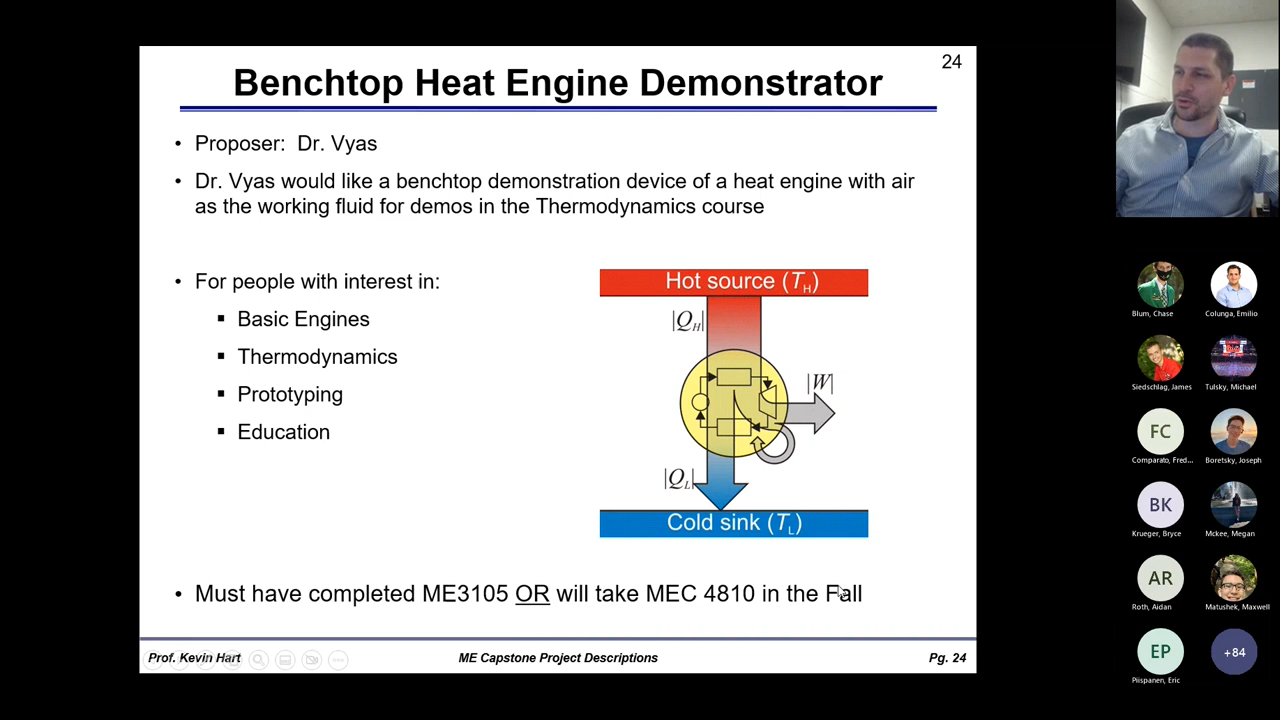 24
Benchtop Heat Engine Demonstrator
• Proposer: Dr. Vyas
• Dr. Vyas would like a benchtop demonstration device of a heat engine with air
as the working fluid for demos in the Thermodynamics course
• For people with interest in:
▪ Basic Engines
▪ Thermodynamics
▪ Prototyping
▪ Education
Hot source (T_H)
|Q_H|
|W|
|Q_L|
Cold sink (T_L)
• Must have completed ME3105 OR will take MEC 4810 in the Fall
Prof. Kevin Hart
ME Capstone Project Descriptions
Pg. 24
Blum, Chase
Colunga, Emilio
Siedschlag, James
Tulsky, Michael
FC
Comparato, Fred...
Boretsky, Joseph
BK
Krueger, Bryce
Mckee, Megan
AR
Roth, Aidan
Matushek, Maxwell
EP
Piispanen, Eric
+84